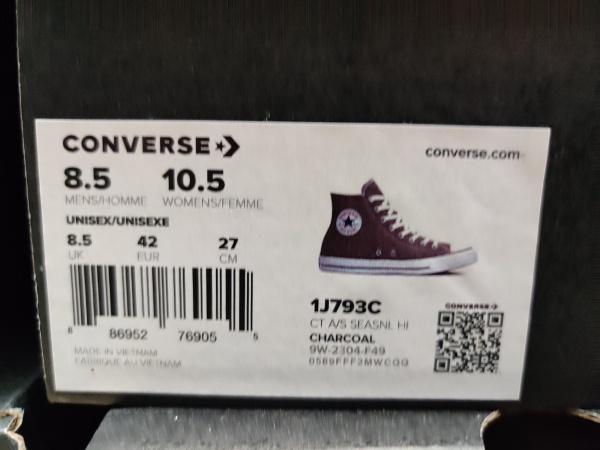 CONVERSE
converse.com
8.5 10.5
MENS/HOMME WOMENS/FEMME
UNISEX/UNISEXE
8.5 42 27
UK EUR CM
8 86952 76905 5
MADE IN VIETNAM
FABRIQUE AU VIETNAM
1J793C
CT A/S SEASNL HI
CHARCOAL
9W-2304-F49
CONVERSE